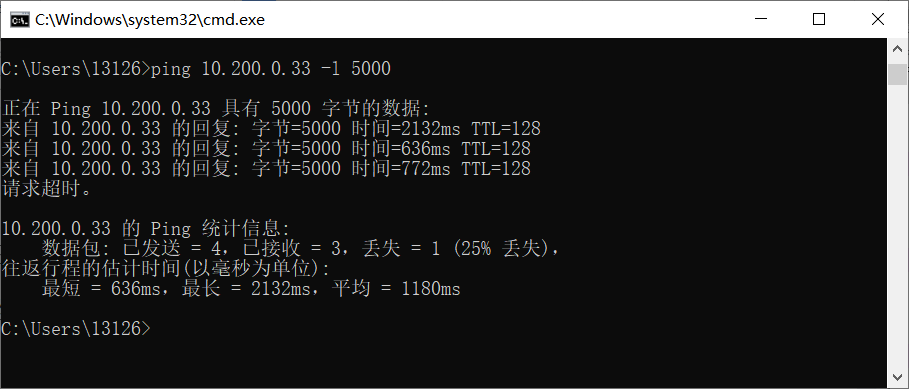 C:\Windows\system32\cmd.exe
C:\Users\13126>ping 10.200.0.33 -l 5000
正在 Ping 10.200.0.33 具有 5000 字节的数据:
来自 10.200.0.33 的回复: 字节=5000 时间=2132ms TTL=128
来自 10.200.0.33 的回复: 字节=5000 时间=636ms TTL=128
来自 10.200.0.33 的回复: 字节=5000 时间=772ms TTL=128
请求超时。
10.200.0.33 的 Ping 统计信息:
数据包: 已发送 = 4，已接收 = 3，丢失 = 1 (25% 丢失)，
往返行程的估计时间(以毫秒为单位):
最短 = 636ms，最长 = 2132ms，平均 = 1180ms
C:\Users\13126>